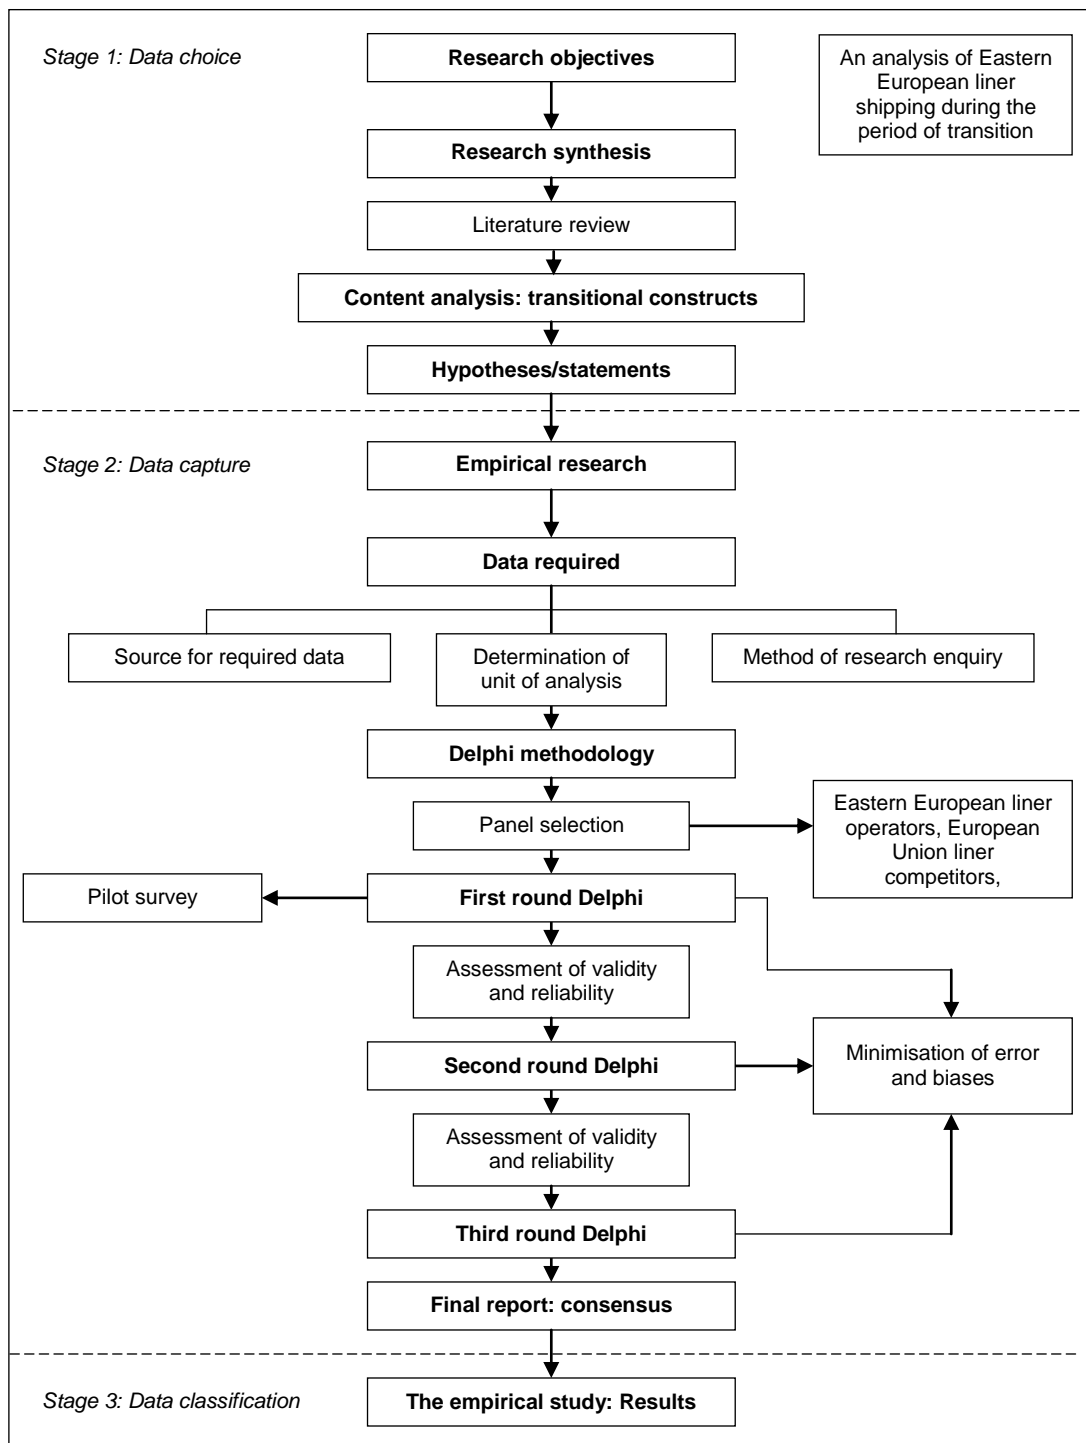 Stage 1: Data choice
Research objectives
An analysis of Eastern
European liner
shipping during the
period of transition
Research synthesis
Literature review
Content analysis: transitional constructs
Hypotheses/statements
Stage 2: Data capture
Empirical research
Data required
Source for required data
Determination of
unit of analysis
Method of research enquiry
Delphi methodology
Panel selection
Eastern European liner
operators, European
Union liner
competitors,
Pilot survey
First round Delphi
Assessment of validity
and reliability
Second round Delphi
Minimisation of error
and biases
Assessment of validity
and reliability
Third round Delphi
Final report: consensus
Stage 3: Data classification
The empirical study: Results